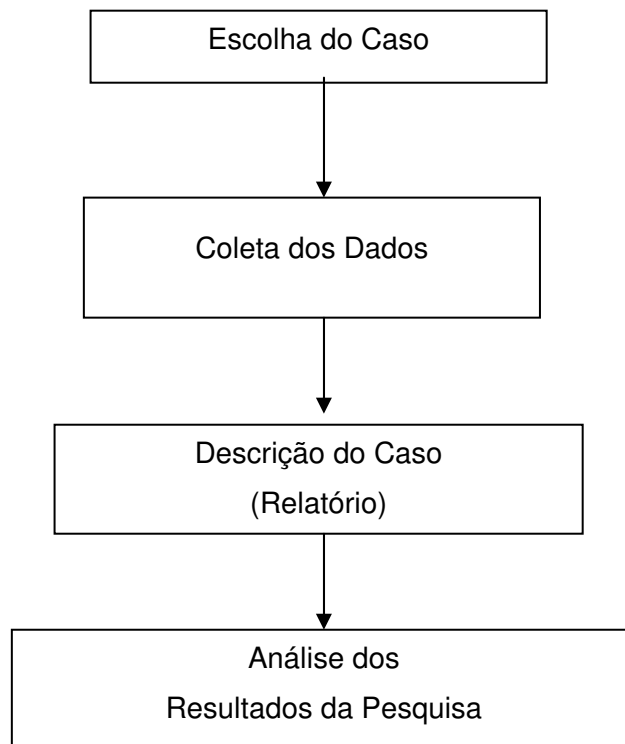 Escolha do Caso
Coleta dos Dados
Descrição do Caso
(Relatório)
Análise dos
Resultados da Pesquisa